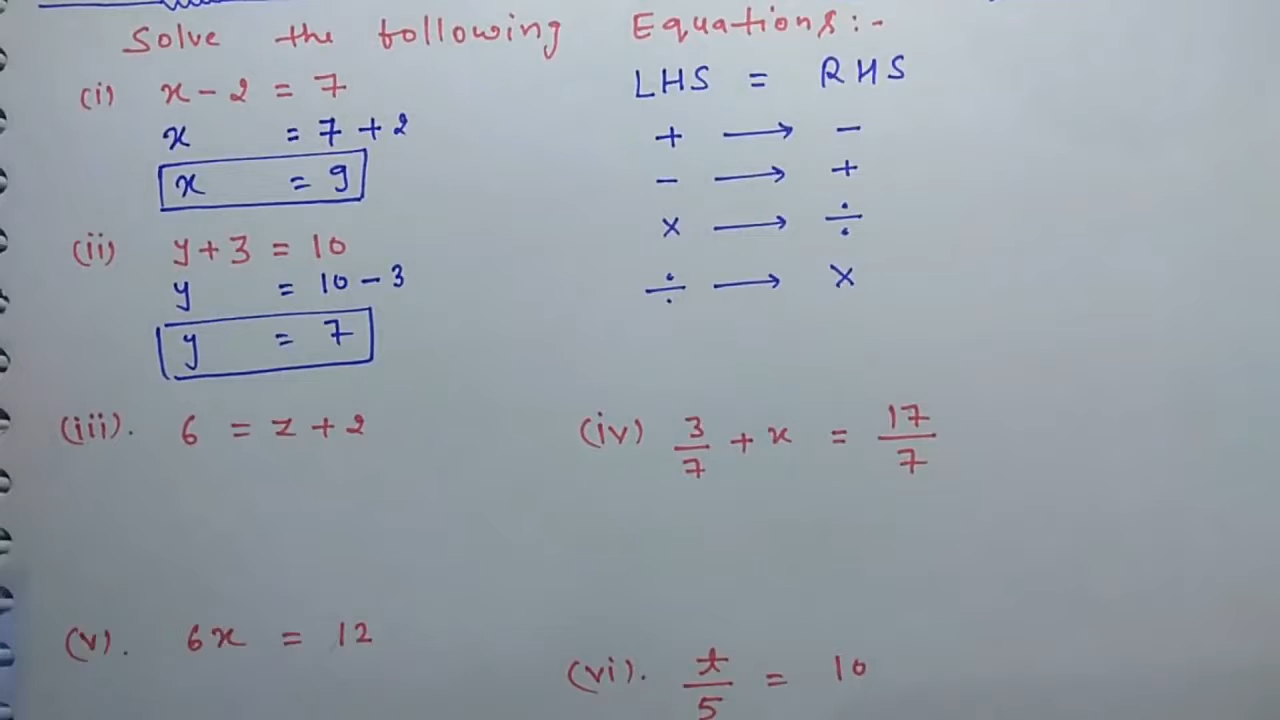 Solve the following Equations:-
(i) x - 2 = 7
x = 7 + 2
x = 9
(ii) y + 3 = 10
y = 10 - 3
y = 7
LHS = RHS
+ → -
- → +
× → ÷
÷ → ×
(iii). 6 = z + 2
(iv) 3/7 + x = 17/7
(v). 6x = 12
(vi). t/5 = 10